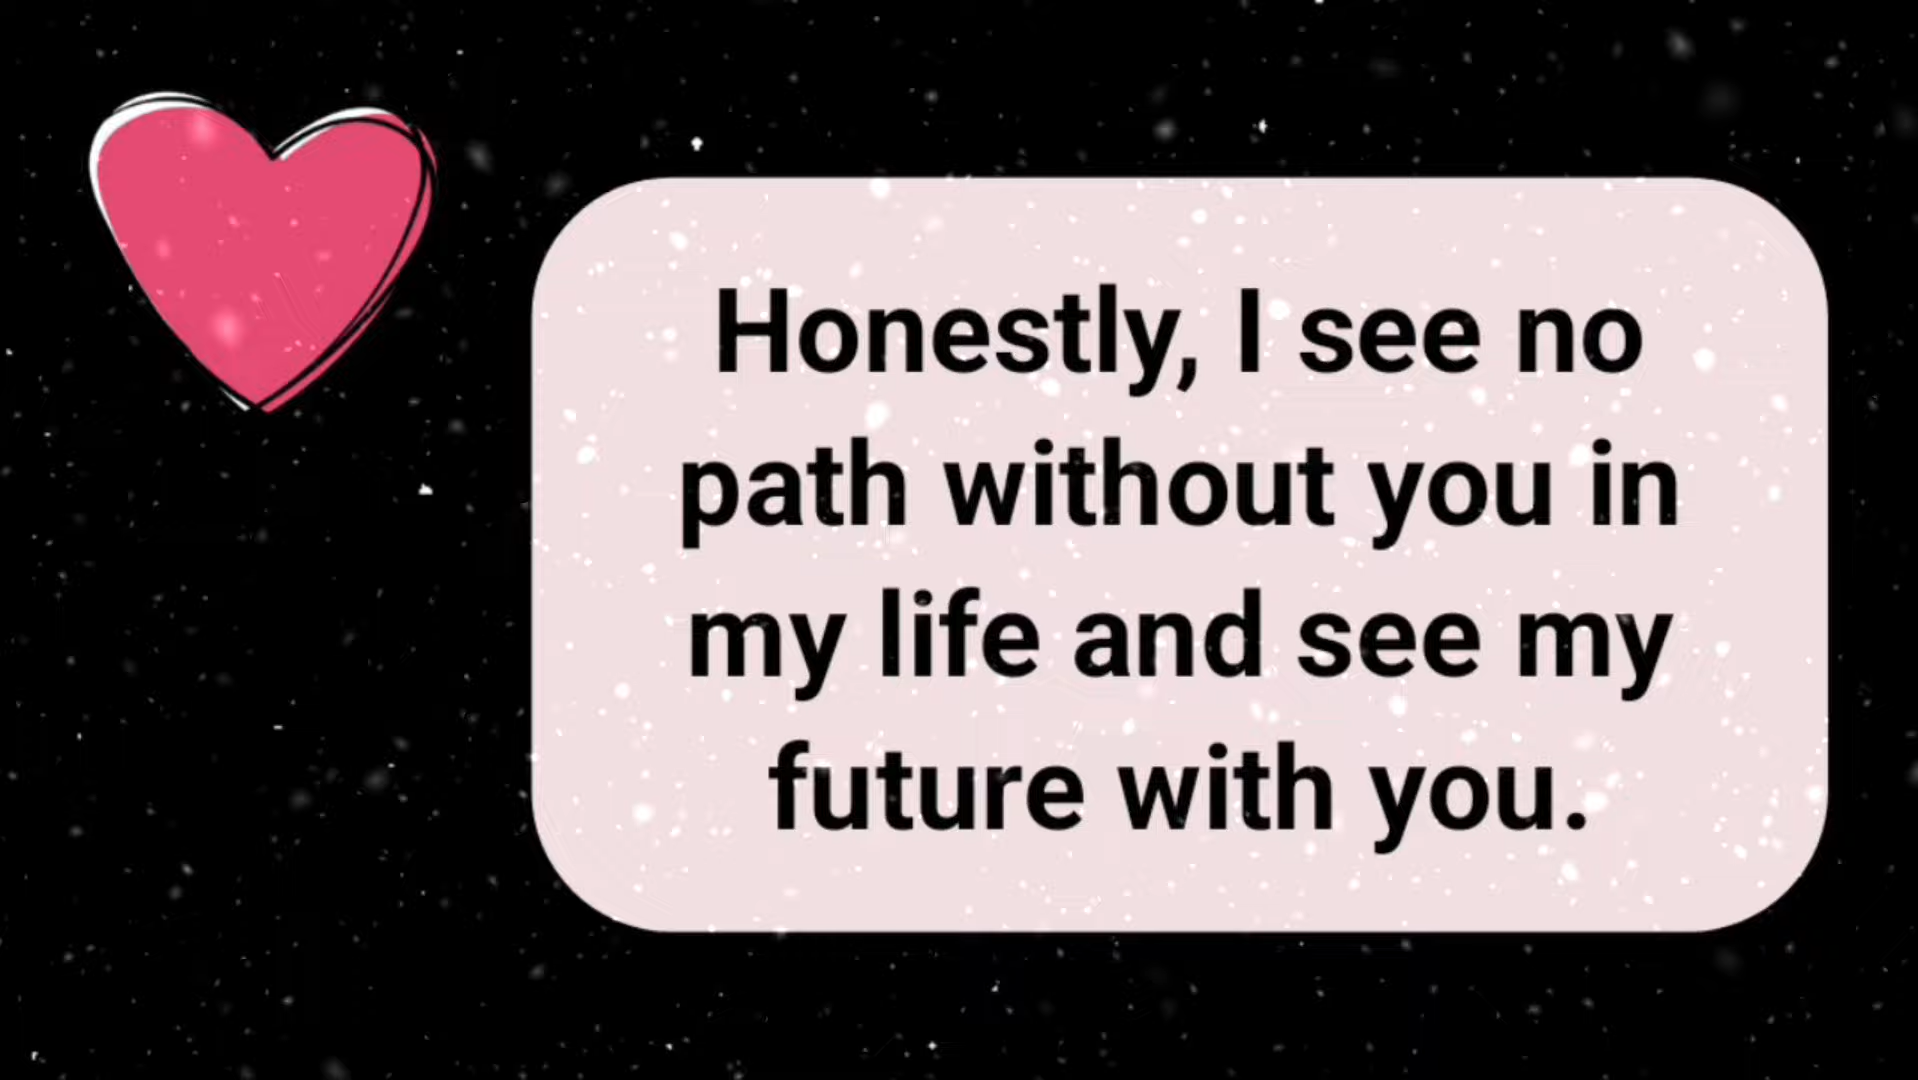 Honestly, I see no
path without you in
my life and see my
future with you.